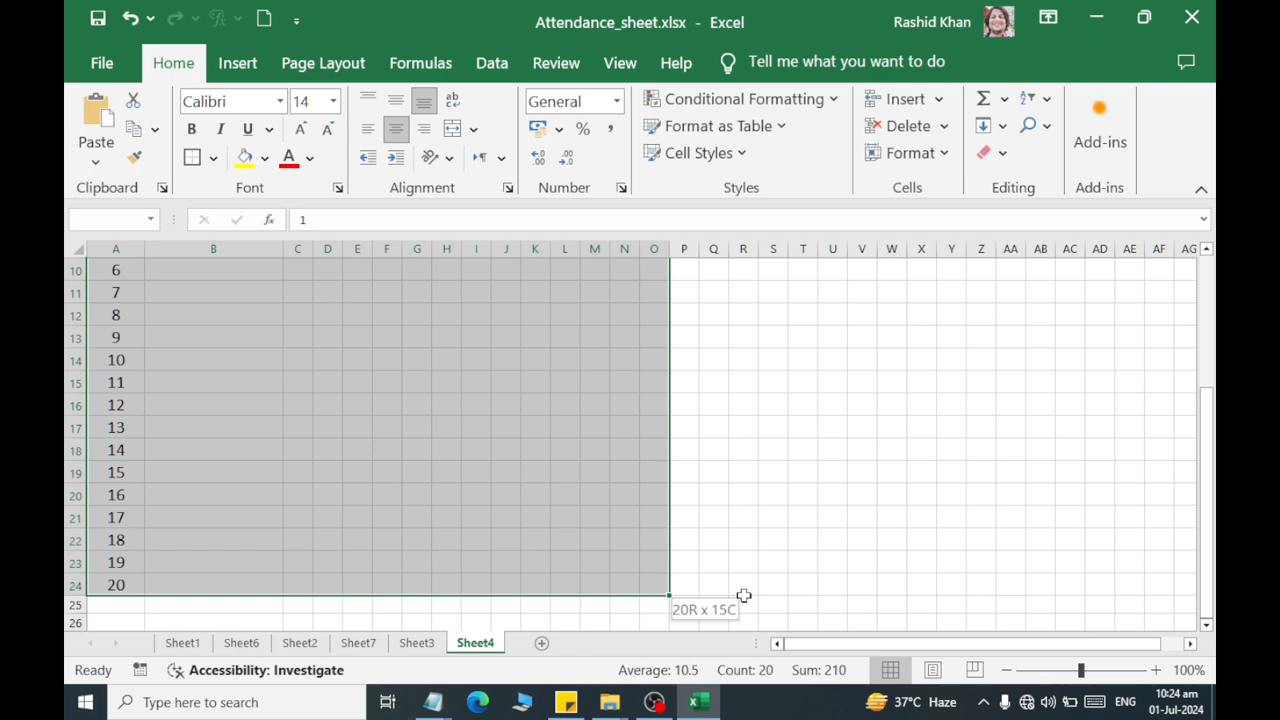 Attendance_sheet.xlsx - Excel
Rashid Khan
File Home Insert Page Layout Formulas Data Review View Help Tell me what you want to do
Paste
Calibri 14
B I U A A
ab
General
% ,
Conditional Formatting
Format as Table
Cell Styles
Insert
Delete
Format
Add-ins
Clipboard Font Alignment Number Styles Cells Editing Add-ins
fx 1
A B C D E F G H I J K L M N O P Q R S T U V W X Y Z AA AB AC AD AE AF AG
10 6
11 7
12 8
13 9
14 10
15 11
16 12
17 13
18 14
19 15
20 16
21 17
22 18
23 19
24 20
25
26
20R x 15C
Sheet1 Sheet6 Sheet2 Sheet7 Sheet3 Sheet4
Ready Accessibility: Investigate Average: 10.5 Count: 20 Sum: 210 100%
Type here to search 37°C Haze ENG 10:24 am
01-Jul-2024